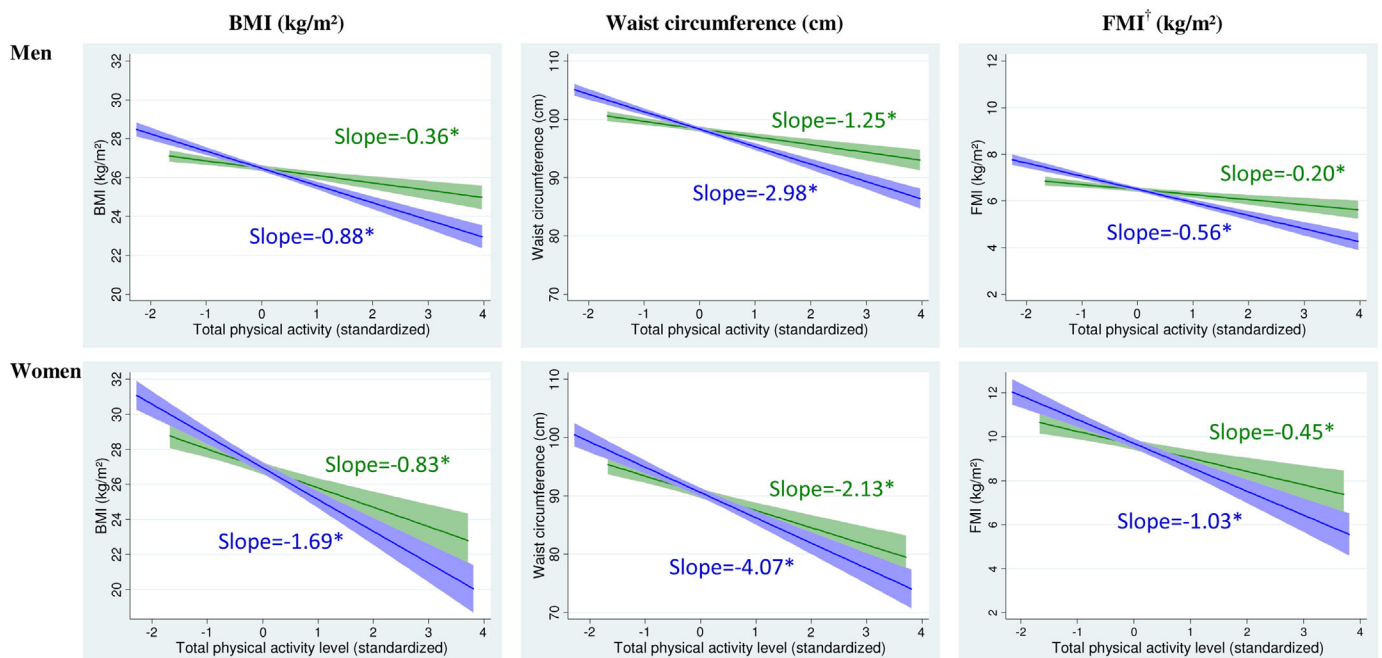 BMI (kg/m²)
Waist circumference (cm)
FMI† (kg/m²)
Men
BMI (kg/m²)
32
30
28
26
24
22
20
Slope=-0.36*
Slope=-0.88*
-2 -1 0 1 2 3 4
Total physical activity (standardized)
Waist circumference (cm)
110
100
90
80
70
Slope=-1.25*
Slope=-2.98*
-2 -1 0 1 2 3 4
Total physical activity (standardized)
FMI (kg/m²)
12
10
8
6
4
2
Slope=-0.20*
Slope=-0.56*
-2 -1 0 1 2 3 4
Total physical activity (standardized)
Women
BMI (kg/m²)
32
30
28
26
24
22
20
Slope=-0.83*
Slope=-1.69*
-2 -1 0 1 2 3 4
Total physical activity level (standardized)
Waist circumference (cm)
110
100
90
80
70
Slope=-2.13*
Slope=-4.07*
-2 -1 0 1 2 3 4
Total physical activity level (standardized)
FMI (kg/m²)
12
10
8
6
4
2
Slope=-0.45*
Slope=-1.03*
-2 -1 0 1 2 3 4
Total physical activity level (standardized)